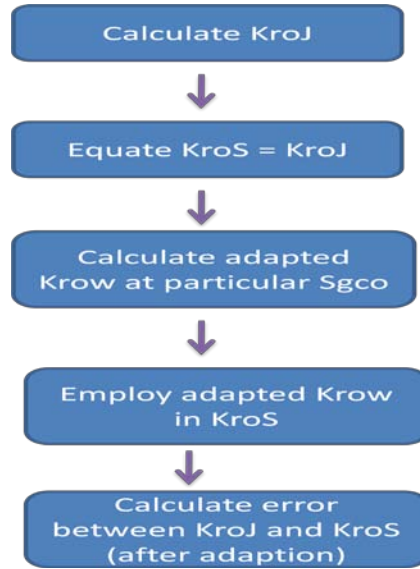 Calculate KroJ
Equate KroS = KroJ
Calculate adapted
Krow at particular Sgco
Employ adapted Krow
in KroS
Calculate error
between KroJ and KroS
(after adaption)